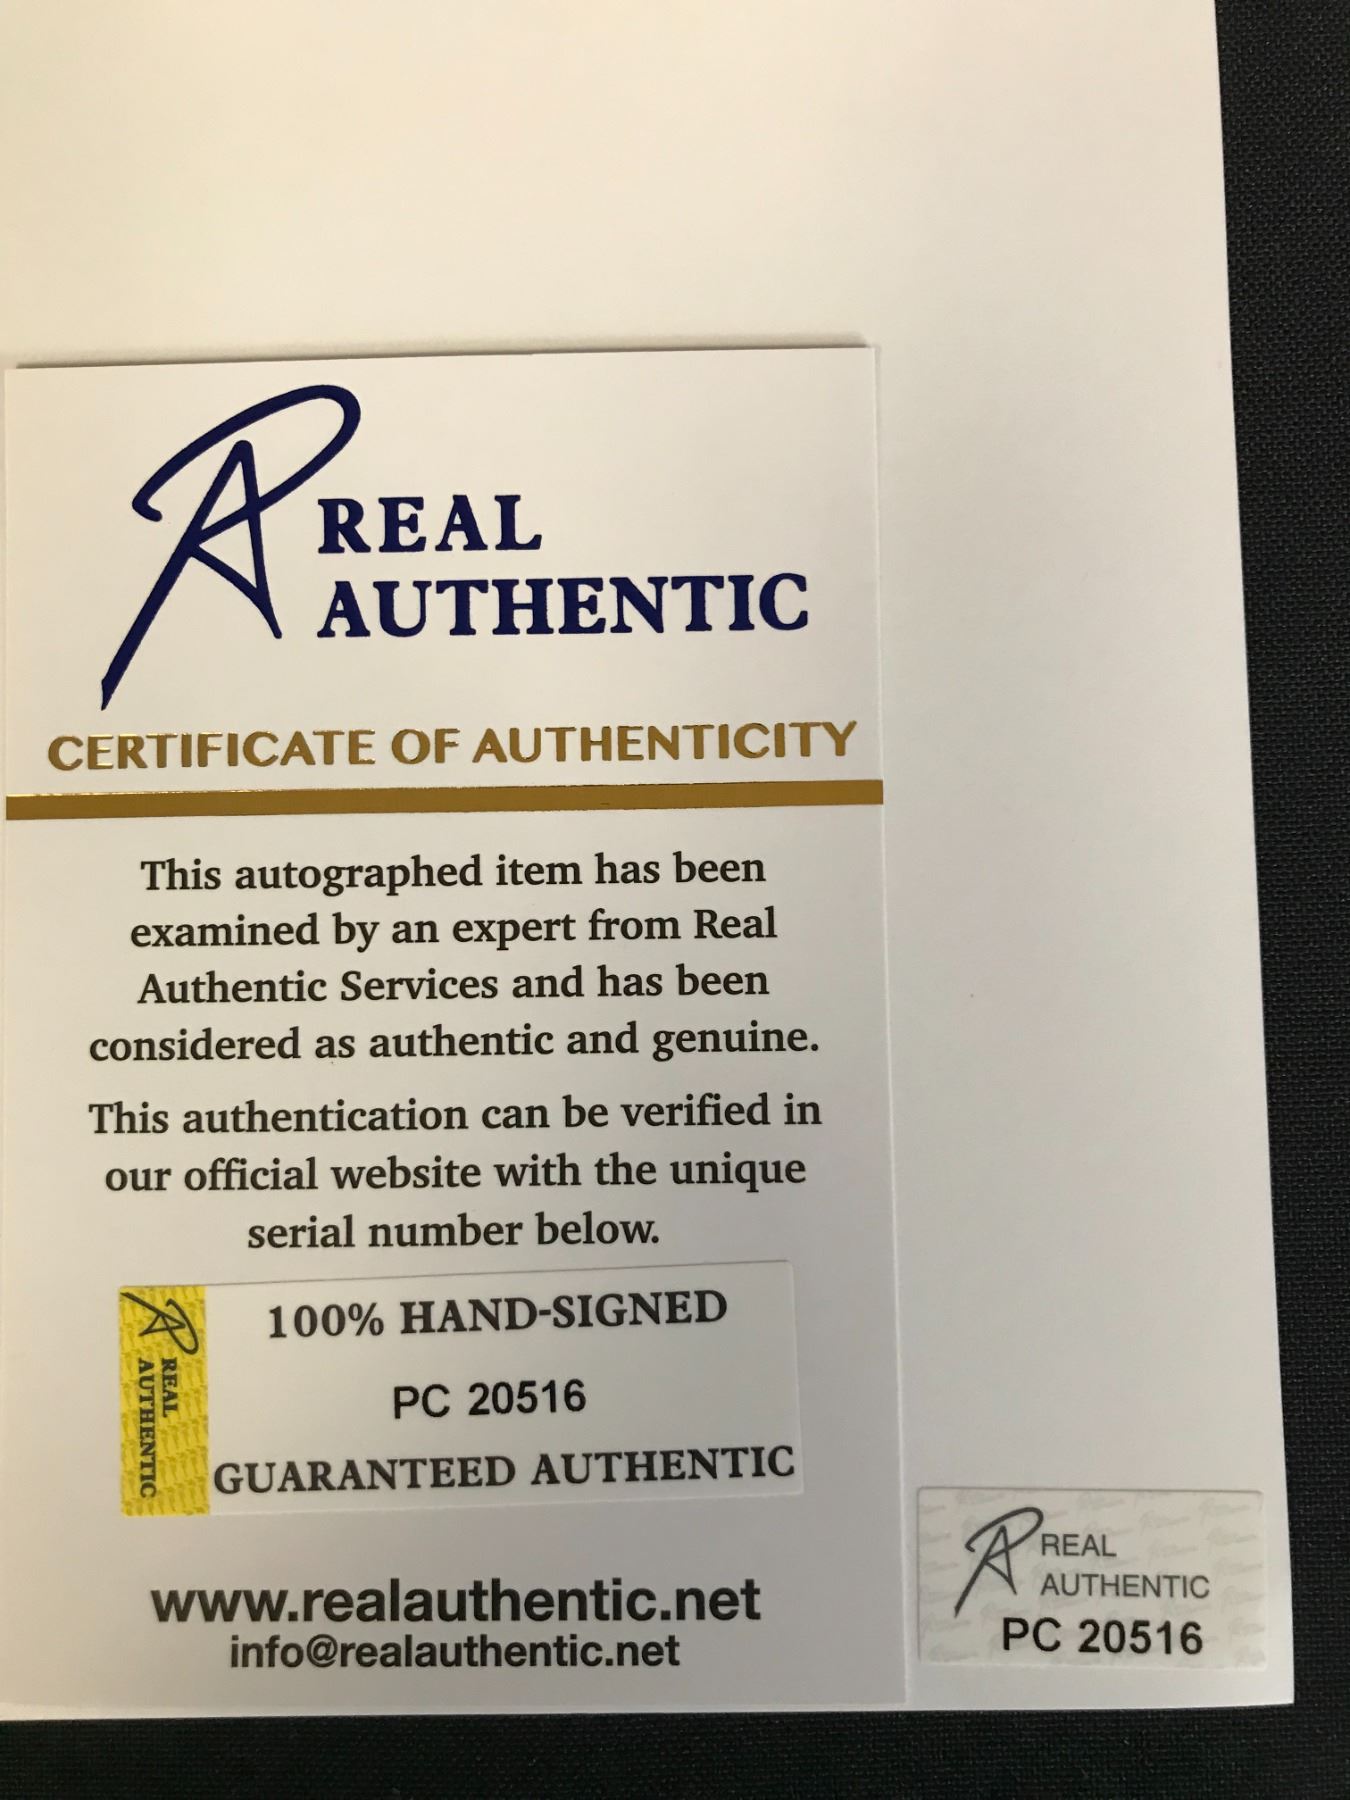 REAL
AUTHENTIC
CERTIFICATE OF AUTHENTICITY
This autographed item has been
examined by an expert from Real
Authentic Services and has been
considered as authentic and genuine.
This authentication can be verified in
our official website with the unique
serial number below.
REAL
AUTHENTIC
100% HAND-SIGNED
PC 20516
GUARANTEED AUTHENTIC
www.realauthentic.net
info@realauthentic.net
REAL
AUTHENTIC
PC 20516